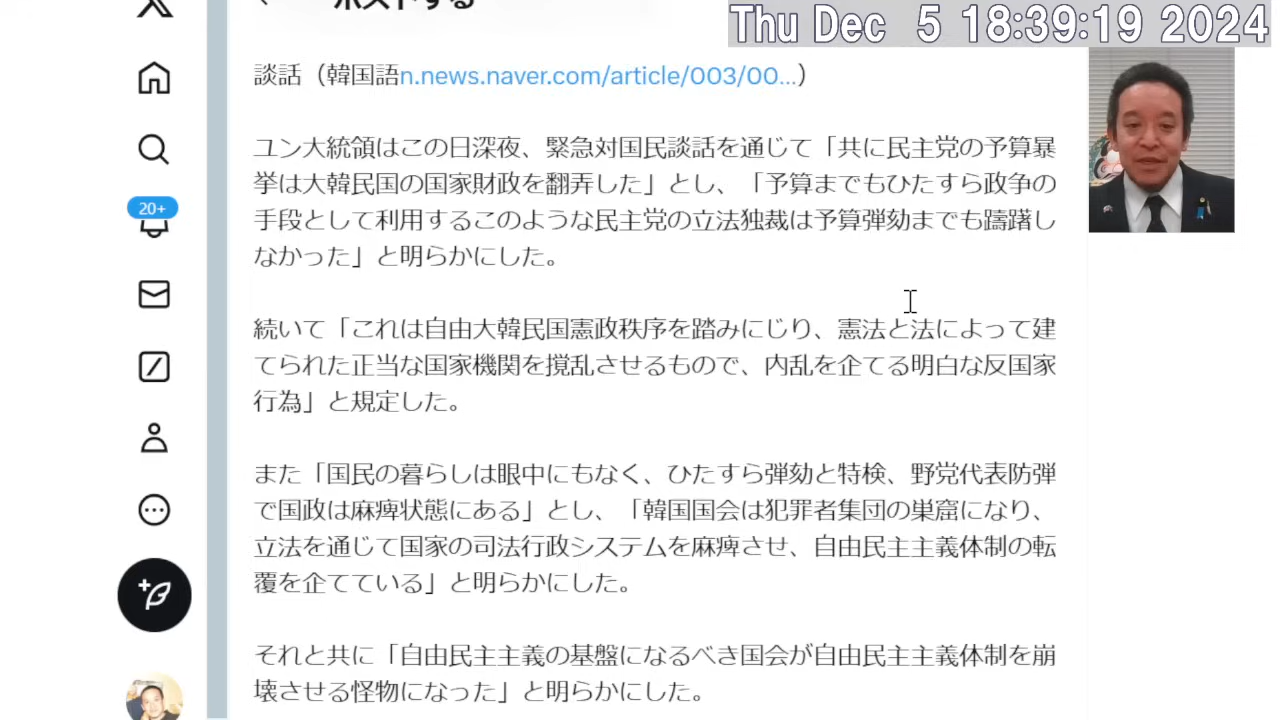 ポストする
Thu Dec 5 18:39:19 2024
談話（韓国語n.news.naver.com/article/003/00…）
ユン大統領はこの日深夜、緊急対国民談話を通じて「共に民主党の予算暴
挙は大韓民国の国家財政を翻弄した」とし、「予算までもひたすら政争の
手段として利用するこのような民主党の立法独裁は予算弾劾までも躊躇し
なかった」と明らかにした。
続いて「これは自由大韓民国憲政秩序を踏みにじり、憲法と法によって建
てられた正当な国家機関を撹乱させるもので、内乱を企てる明白な反国家
行為」と規定した。
また「国民の暮らしは眼中にもなく、ひたすら弾劾と特検、野党代表防弾
で国政は麻痺状態にある」とし、「韓国国会は犯罪者集団の巣窟になり、
立法を通じて国家の司法行政システムを麻痺させ、自由民主主義体制の転
覆を企てている」と明らかにした。
それと共に「自由民主主義の基盤になるべき国会が自由民主主義体制を崩
壊させる怪物になった」と明らかにした。
20+